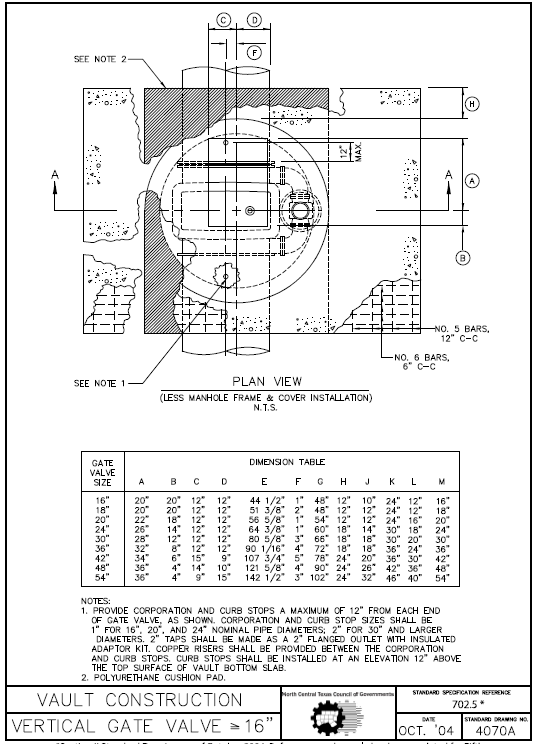 C
D
F
SEE NOTE 2
H
12" MAX.
A
A
A
B
NO. 5 BARS,
12" C-C
NO. 6 BARS,
6" C-C
SEE NOTE 1
PLAN VIEW
(LESS MANHOLE FRAME & COVER INSTALLATION)
N.T.S.
GATE VALVE SIZE
DIMENSION TABLE
A B C D E F G H J K L M
16" 20" 20" 12" 12" 44 1/2" 1" 48" 12" 10" 24" 12" 16"
18" 20" 20" 12" 12" 51 3/8" 2" 48" 12" 12" 24" 12" 18"
20" 22" 18" 12" 12" 56 5/8" 1" 54" 12" 12" 24" 16" 20"
24" 26" 14" 12" 12" 64 3/8" 1" 60" 18" 14" 30" 18" 24"
30" 28" 12" 12" 12" 80 5/8" 3" 66" 18" 18" 30" 20" 30"
36" 32" 8" 12" 12" 90 1/16" 4" 72" 18" 18" 36" 24" 36"
42" 34" 6" 15" 9" 107 3/4" 5" 78" 24" 20" 36" 30" 42"
48" 36" 4" 14" 10" 121 5/8" 4" 90" 24" 26" 42" 36" 48"
54" 36" 4" 9" 15" 142 1/2" 3" 102" 24" 32" 46" 40" 54"
NOTES:
1. PROVIDE CORPORATION AND CURB STOPS A MAXIMUM OF 12" FROM EACH END
OF GATE VALVE, AS SHOWN. CORPORATION AND CURB STOP SIZES SHALL BE
1" FOR 16", 20", AND 24" NOMINAL PIPE DIAMETERS; 2" FOR 30" AND LARGER
DIAMETERS. 2" TAPS SHALL BE MADE AS A 2" FLANGED OUTLET WITH INSULATED
ADAPTOR KIT. COPPER RISERS SHALL BE PROVIDED BETWEEN THE CORPORATION
AND CURB STOPS. CURB STOPS SHALL BE INSTALLED AT AN ELEVATION 12" ABOVE
THE TOP SURFACE OF VAULT BOTTOM SLAB.
2. POLYURETHANE CUSHION PAD.
VAULT CONSTRUCTION
VERTICAL GATE VALVE ≥16"
North Central Texas Council of Governments
STANDARD SPECIFICATION REFERENCE
702.5 *
DATE
OCT. '04
STANDARD DRAWING NO.
4070A